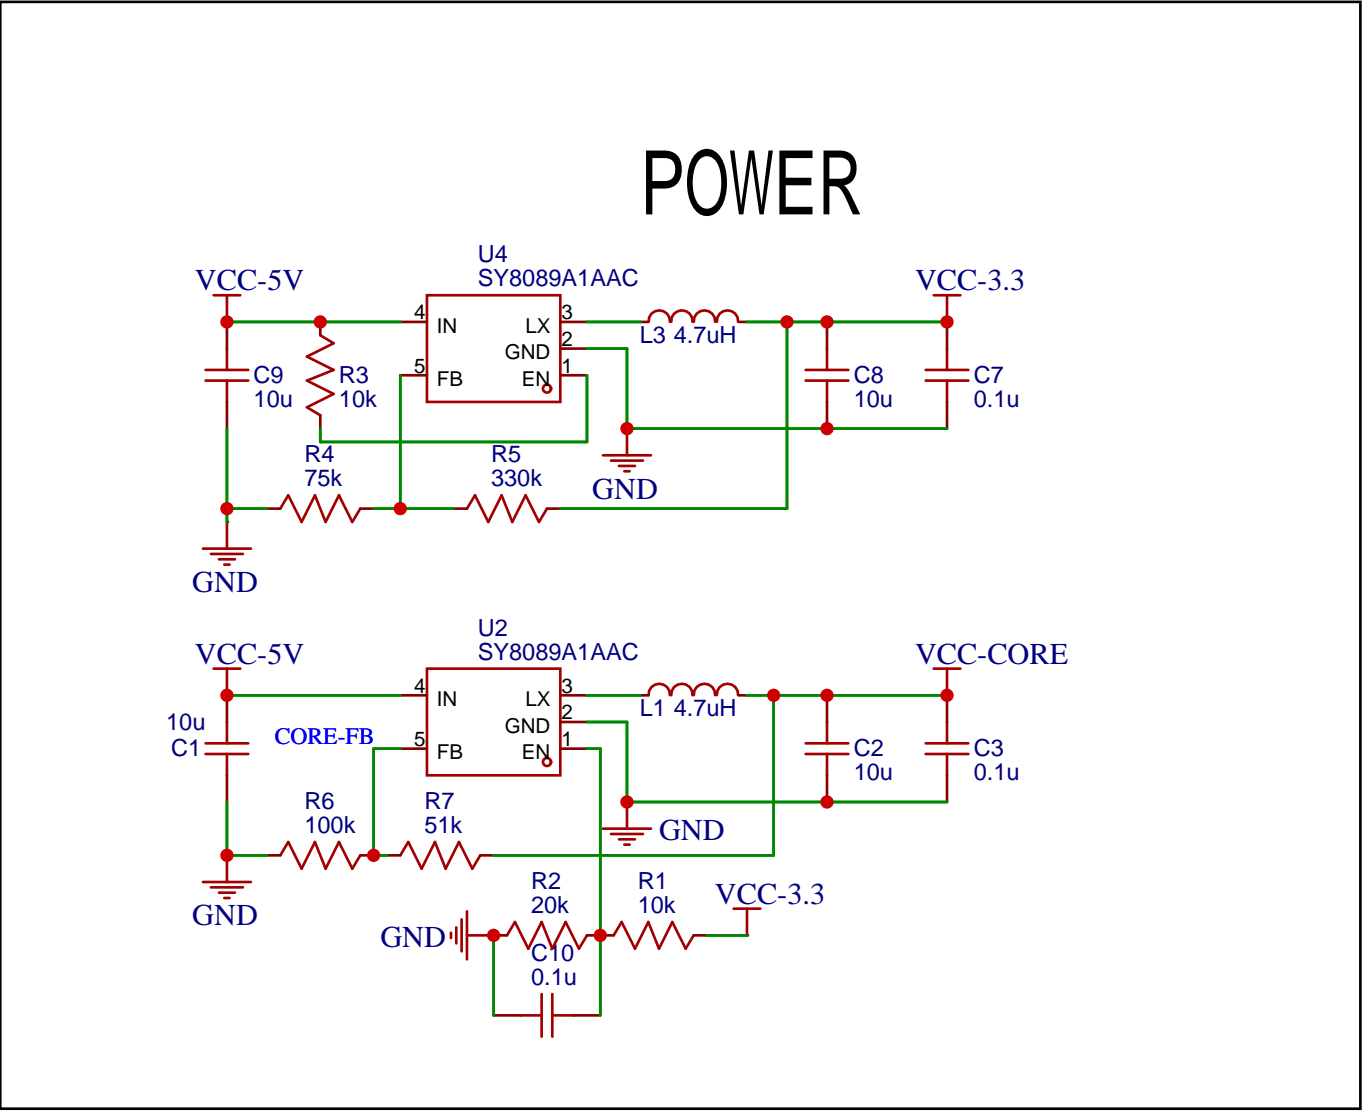 POWER
U4
SY8089A1AAC
VCC-5V
VCC-3.3
4
IN
LX
3
GND
2
5
FB
EN
1
L3 4.7uH
C9
10u
R3
10k
C8
10u
C7
0.1u
R4
75k
R5
330k
GND
GND
U2
SY8089A1AAC
VCC-5V
VCC-CORE
4
IN
LX
3
GND
2
5
FB
EN
1
L1 4.7uH
10u
C1
CORE-FB
C2
10u
C3
0.1u
R6
100k
R7
51k
GND
GND
R2
20k
R1
10k
VCC-3.3
GND
C10
0.1u